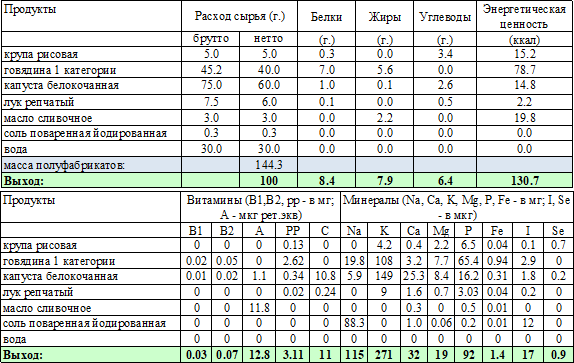 Продукты Расход сырья (г.) Белки Жиры Углеводы Энергетическая ценность
брутто нетто (г.) (г.) (г.) (ккал)
крупа рисовая 5.0 5.0 0.3 0.0 3.4 15.2
говядина 1 категории 45.2 40.0 7.0 5.6 0.0 78.7
капуста белокочанная 75.0 60.0 1.0 0.1 2.6 14.8
лук репчатый 7.5 6.0 0.1 0.0 0.5 2.2
масло сливочное 3.0 3.0 0.0 2.2 0.0 19.8
соль поваренная йодированная 0.3 0.3 0.0 0.0 0.0 0.0
вода 30.0 30.0 0.0 0.0 0.0 0.0
масса полуфабрикатов: 144.3
Выход: 100 8.4 7.9 6.4 130.7
Продукты Витамины (В1,В2, рр - в мг; А - мкг рет.экв) Минералы (Na, Ca, K, Mg, P, Fe - в мг; I, Se - в мкг)
В1 В2 А РР С Na K Ca Mg P Fe I Se
крупа рисовая 0 0 0 0.13 0 0 4.2 0.4 2.2 6.5 0.04 0.1 0.7
говядина 1 категории 0.02 0.05 0 2.62 0 19.8 108 3.2 7.7 65.4 0.94 2.9 0
капуста белокочанная 0.01 0.02 1.1 0.34 10.8 5.9 149 25.3 8.4 16.2 0.31 1.8 0.2
лук репчатый 0 0 0 0.02 0.24 0 9 1.6 0.7 3.03 0.04 0.2 0
масло сливочное 0 0 11.8 0 0 0 0 0.3 0 0.5 0.01 0 0
соль поваренная йодированная 0 0 0 0 0 88.3 0 1.0 0.06 0.2 0.01 12 0
вода 0 0 0 0 0 0 0 0 0 0 0 0 0
Выход: 0.03 0.07 12.8 3.11 11 115 271 32 19 92 1.4 17 0.9